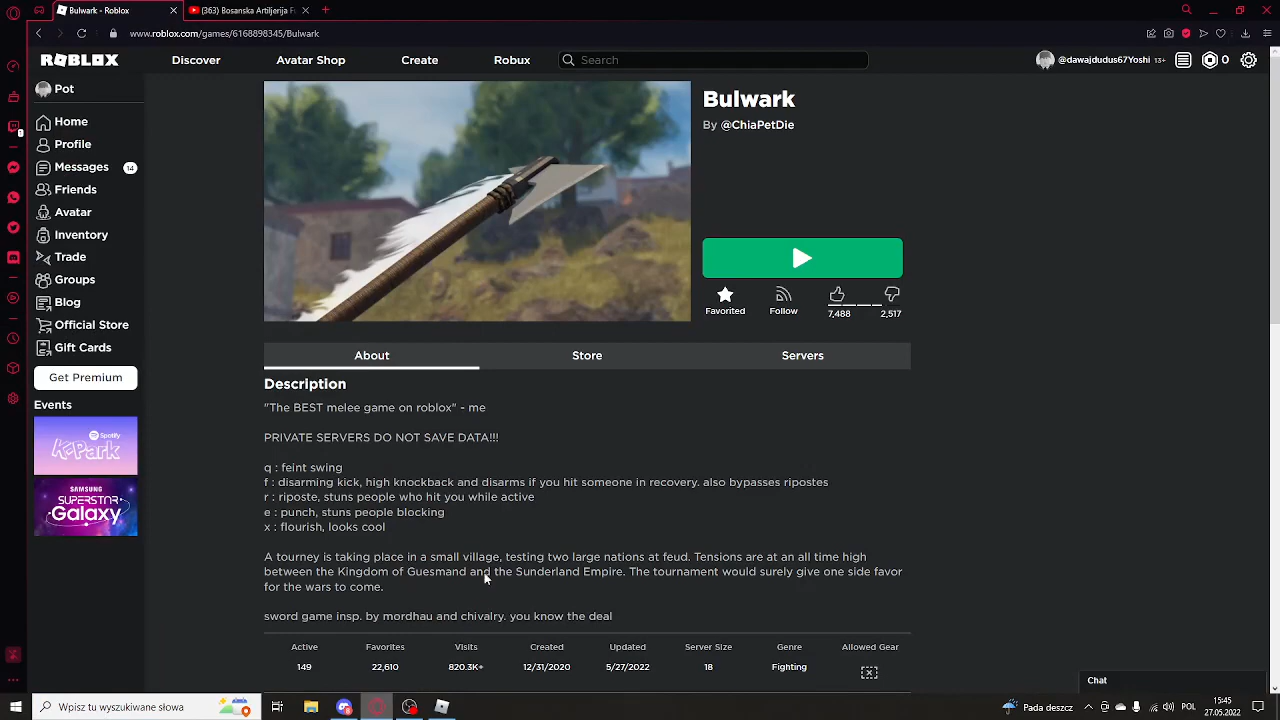 Bulwark - Roblox
(363) Bosanska Artiljerija F
www.roblox.com/games/6168898345/Bulwark
ROBLOX
Discover
Avatar Shop
Create
Robux
Search
@dawajdudus67Yoshi
13+
0
Pot
Home
Profile
Messages
14
Friends
Avatar
Inventory
Trade
Groups
Blog
Official Store
Gift Cards
Get Premium
Events
Spotify
SAMSUNG
SUPERSTAR
Galaxy
Bulwark
By @ChiaPetDie
Favorited
Follow
7,488
2,517
About
Store
Servers
Description
"The BEST melee game on roblox" - me
PRIVATE SERVERS DO NOT SAVE DATA!!!
q : feint swing
f : disarming kick, high knockback and disarms if you hit someone in recovery. also bypasses ripostes
r : riposte, stuns people who hit you while active
e : punch, stuns people blocking
x : flourish, looks cool
A tourney is taking place in a small village, testing two large nations at feud. Tensions are at an all time high
between the Kingdom of Guesmand and the Sunderland Empire. The tournament would surely give one side favor
for the wars to come.
sword game insp. by mordhau and chivalry. you know the deal
Active
Favorites
Visits
Created
Updated
Server Size
Genre
Allowed Gear
149
22,610
820.3K+
12/31/2020
5/27/2022
18
Fighting
Chat
Wpisz tu wyszukiwane słowa
Pada deszcz
POL
15:45
27.05.2022